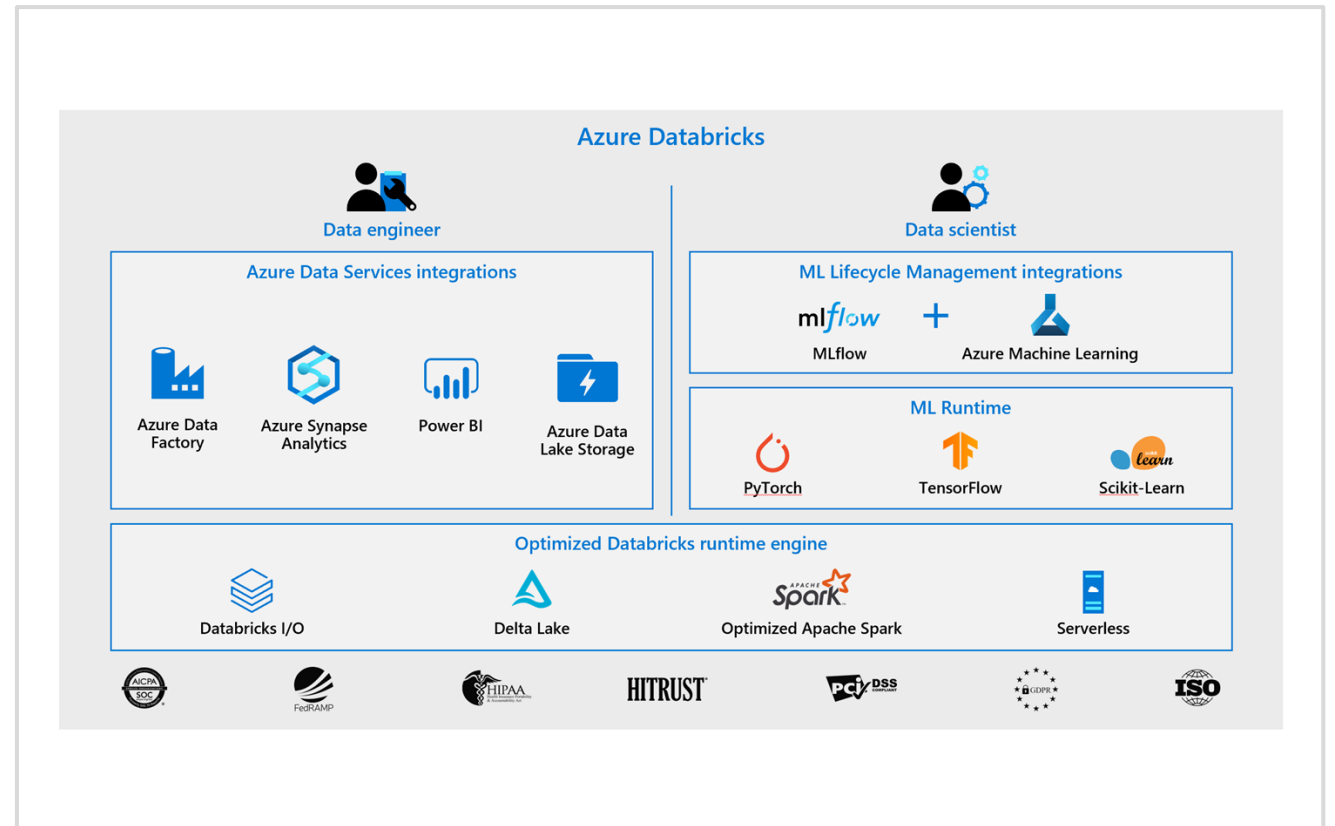 Azure Databricks
Data engineer
Data scientist
Azure Data Services integrations
Azure Data
Factory
Azure Synapse
Analytics
Power BI
Azure Data
Lake Storage
ML Lifecycle Management integrations
mlflow
MLflow
Azure Machine Learning
ML Runtime
PyTorch
TensorFlow
learn
Scikit-Learn
Optimized Databricks runtime engine
Databricks I/O
Delta Lake
APACHE
Spark
Optimized Apache Spark
Serverless
AICPA
SOC
FedRAMP
HIPAA
HITRUST
PCI DSS
COMPLIANT
GDPR
ISO